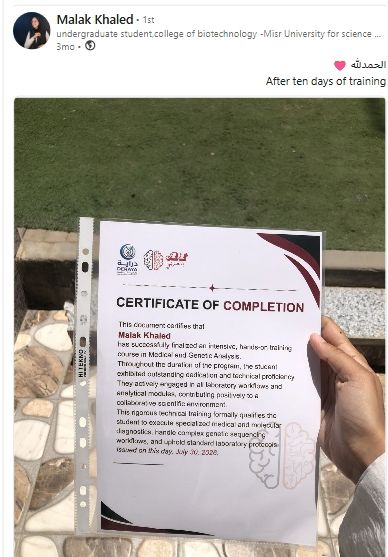 Malak Khaled · 1st
undergraduate student,college of biotechnology -Misr University for science ...
3mo ·
الحمدلله
After ten days of training
دراية
DERAYA
CERTIFICATE OF COMPLETION
This document certifies that
Malak Khaled
has successfully finalized an intensive, hands-on training
course in Medical and Genetic Analysis.
Throughout the duration of the program, the student
exhibited outstanding dedication and technical proficiency
They actively engaged in all laboratory workflows and
analytical modules, contributing positively to a
collaborative scientific environment.
This rigorous technical training formally qualifies the
student to execute specialized medical and molecular
diagnostics, handle complex genetic sequencing
workflows, and uphold standard laboratory protocols.
Issued on this day, July 30, 2026.